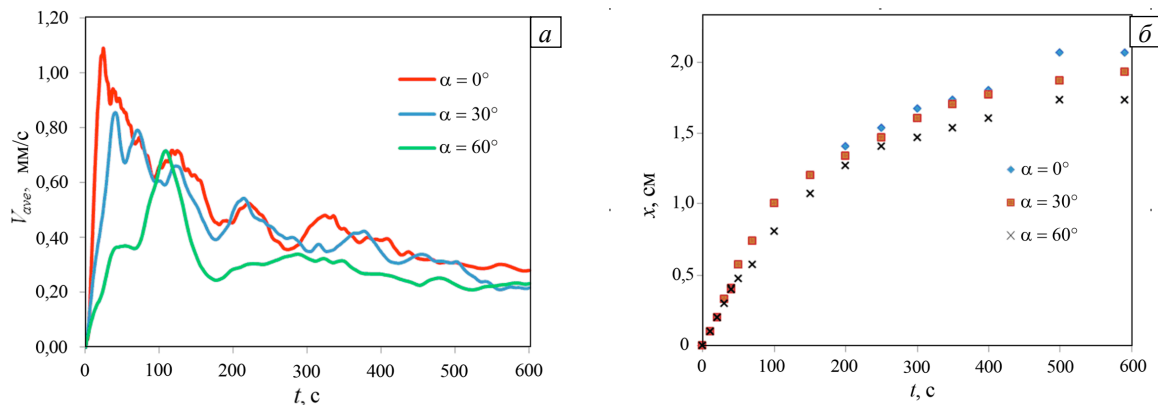 а
1,20
1,00
0,80
0,60
0,40
0,20
0,00
V_ave, мм/с
0
100
200
300
400
500
600
t, с
α = 0°
α = 30°
α = 60°
б
2,0
1,5
1,0
0,5
0
x, см
0
100
200
300
400
500
600
t, с
α = 0°
α = 30°
α = 60°